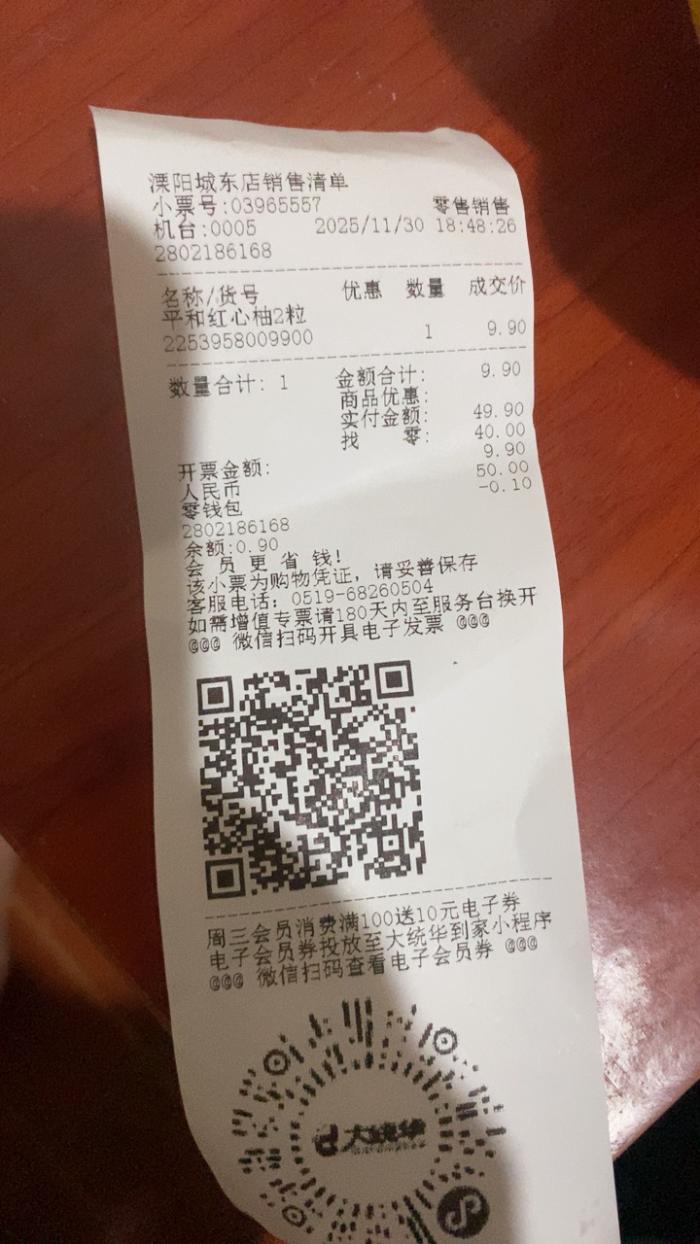 溧阳城东店销售清单
小票号:03965557 零售销售
机台:0005 2025/11/30 18:48:26
2802186168
名称/货号 优惠 数量 成交价
平和红心柚2粒
2253958009900 1 9.90
数量合计: 1 金额合计: 9.90
商品优惠:
实付金额: 49.90
找 零: 40.00
开票金额: 9.90
人民币 50.00
零钱包 -0.10
2802186168
余额:0.90
会 员 更 省 钱!
该小票为购物凭证, 请妥善保存
客服电话: 0519-68260504
如需增值专票请180天内至服务台换开
@@@ 微信扫码开具电子发票 @@@
周三会员消费满100送10元电子券
电子会员券投放至大统华到家小程序
@@@ 微信扫码查看电子会员券 @@@
大统华